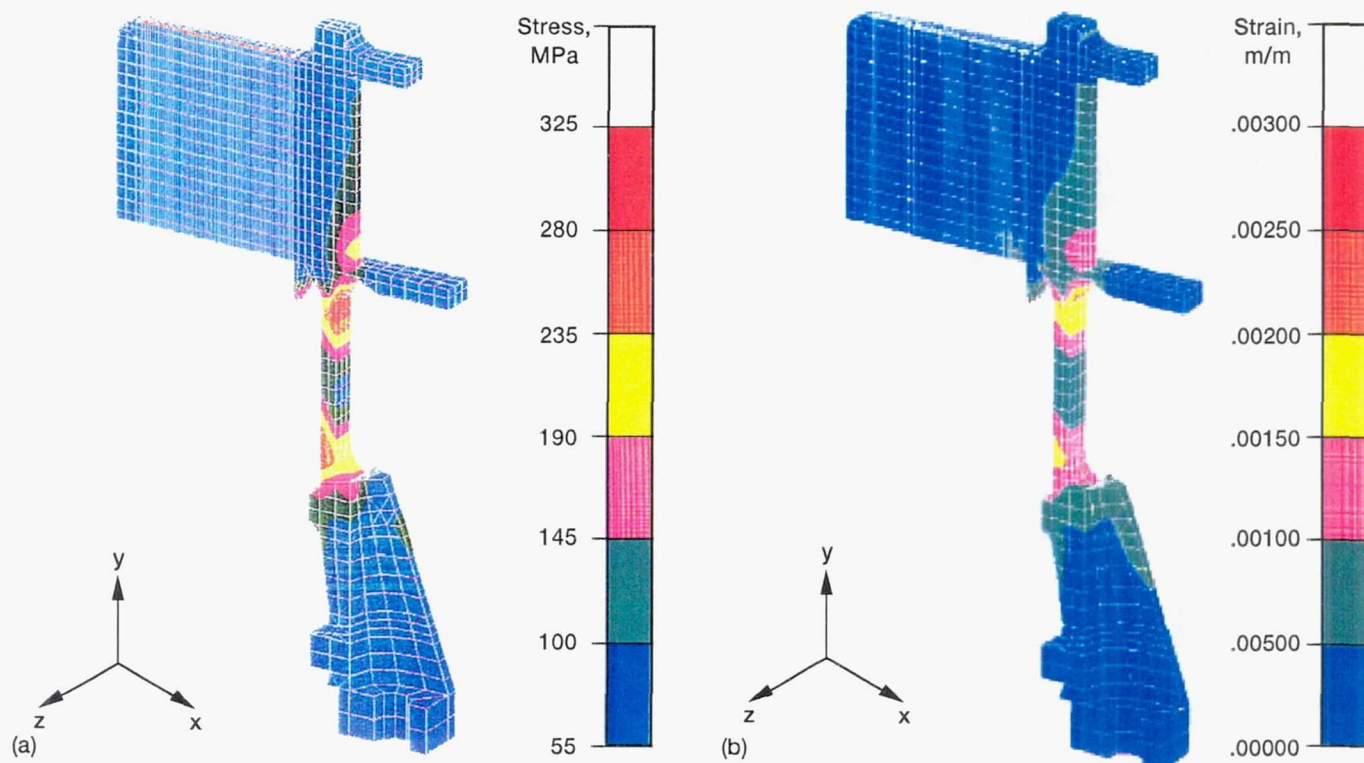 Stress,
MPa
325
280
235
190
145
100
55
y
z
x
(a)
Strain,
m/m
.00300
.00250
.00200
.00150
.00100
.00500
.00000
y
z
x
(b)